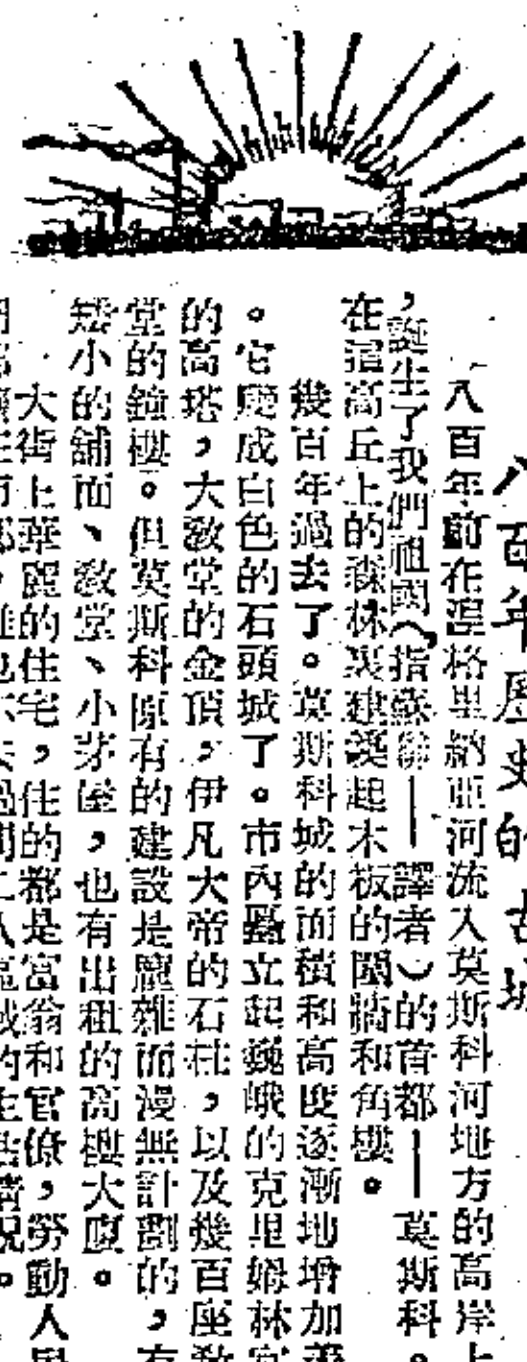 八百年歷史的古城
八百年前在湼格里納亞河流入莫斯科河地方的高岸上
，誕生了我們祖國（指蘇聯——譯者）的首都——莫斯科。
在這高丘上的森林裏建築起木板的圍牆和角樓。
幾百年過去了。莫斯科城的面積和高度逐漸地增加
。它變成白色的石頭城了。市內矗立起巍峨的克里姆林宮
的高塔，大教堂的金頂，伊凡大帝的石柱，以及幾百座教
堂的鐘樓。但莫斯科原有的建設是龐雜而漫無計劃的，有
矮小的舖面、教堂、小茅屋，也有出租的高樓大廈。
大街上華麗的住宅，住的都是富翁和官僚，勞動人